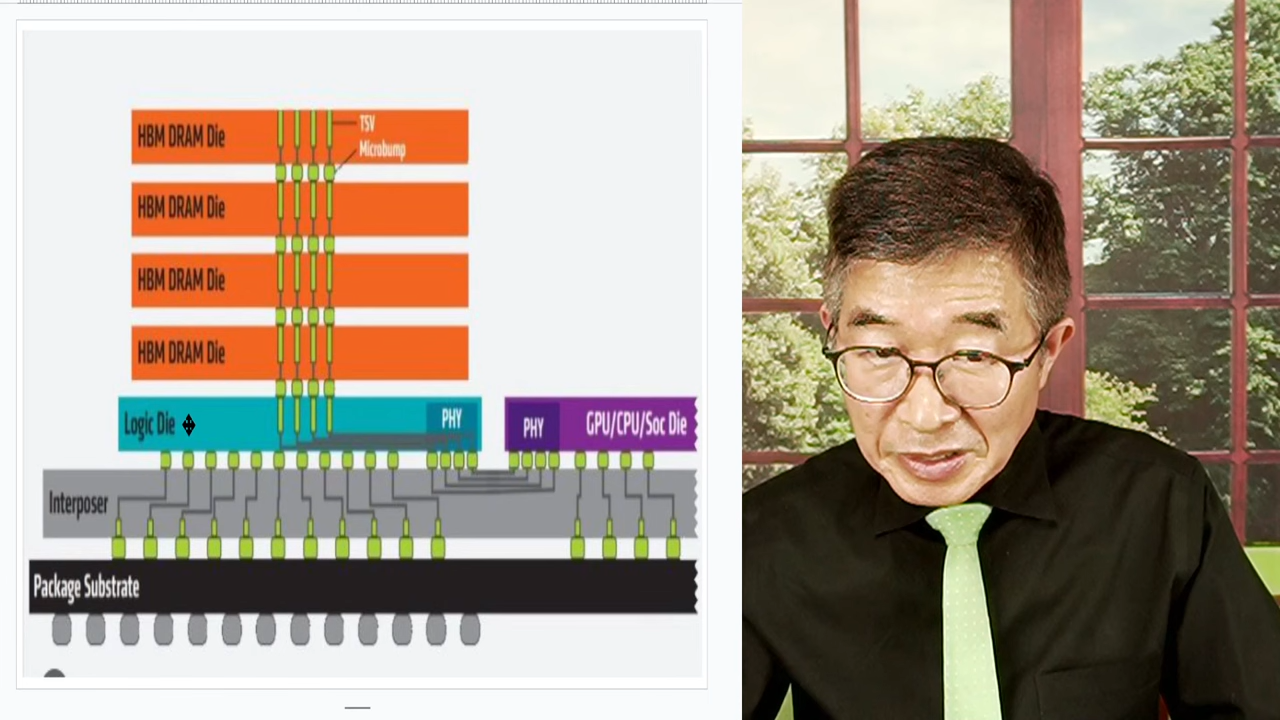 HBM DRAM Die
TSV
Microbump
HBM DRAM Die
HBM DRAM Die
HBM DRAM Die
Logic Die
PHY
PHY
GPU/CPU/Soc Die
Interposer
Package Substrate